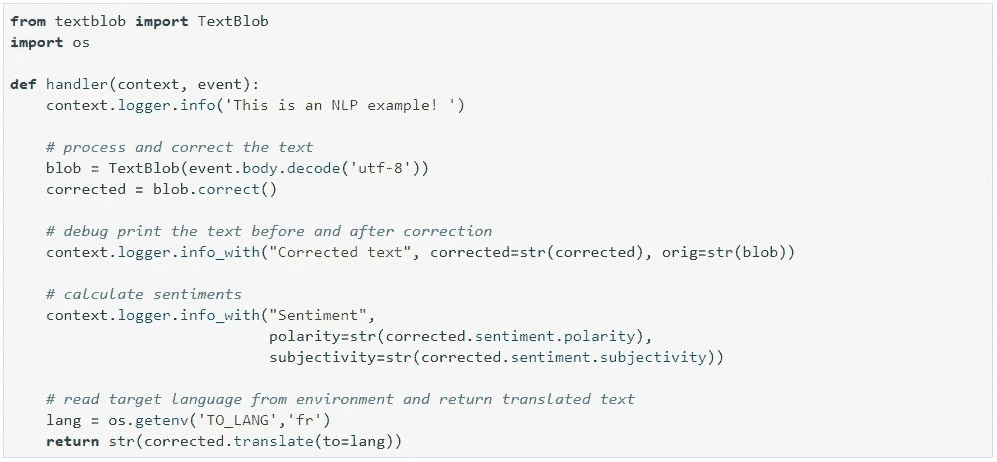 from textblob import TextBlob
import os

def handler(context, event):
    context.logger.info('This is an NLP example! ')

    # process and correct the text
    blob = TextBlob(event.body.decode('utf-8'))
    corrected = blob.correct()

    # debug print the text before and after correction
    context.logger.info_with("Corrected text", corrected=str(corrected), orig=str(blob))

    # calculate sentiments
    context.logger.info_with("Sentiment",
                             polarity=str(corrected.sentiment.polarity),
                             subjectivity=str(corrected.sentiment.subjectivity))

    # read target language from environment and return translated text
    lang = os.getenv('TO_LANG','fr')
    return str(corrected.translate(to=lang))